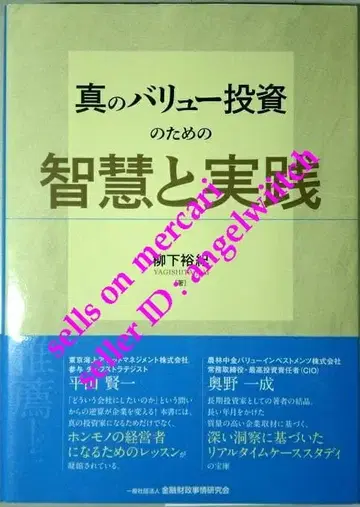 真のバリュー投資
のための
智慧と実践
柳下裕紀
YAGISHITA
[著]
sells on mercari
seller ID : angelwiitch
推薦
東京海上アセットマネジメント株式会社
参与 チーフストラテジスト
平山 賢一
「どういう会社にしたいのか」という問い
からの逆算が企業を変える! 本書には、
真の投資家になるためだけでなく、
ホンモノの経営者
になるためのレッスンが
凝縮されている。
農林中金バリューインベストメンツ株式会社
常務取締役・最高投資責任者(CIO)
奥野 一成
長期投資家としての著者の結晶。
長い年月をかけた
質量の高い企業取材に基づく、
深い洞察に基づいた
リアルタイムケーススタディ
の宝庫
一般社団法人 金融財政事情研究会